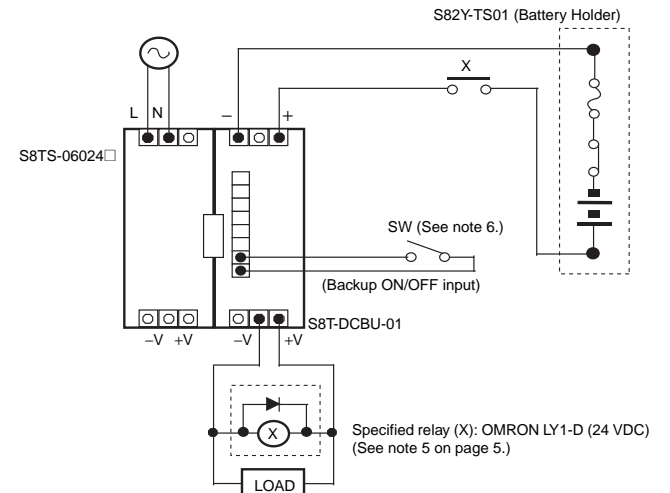 S82Y-TS01 (Battery Holder)
X
L N
− +
S8TS-06024□
SW (See note 6.)
(Backup ON/OFF input)
S8T-DCBU-01
−V +V
−V +V
X
Specified relay (X): OMRON LY1-D (24 VDC)
(See note 5 on page 5.)
LOAD